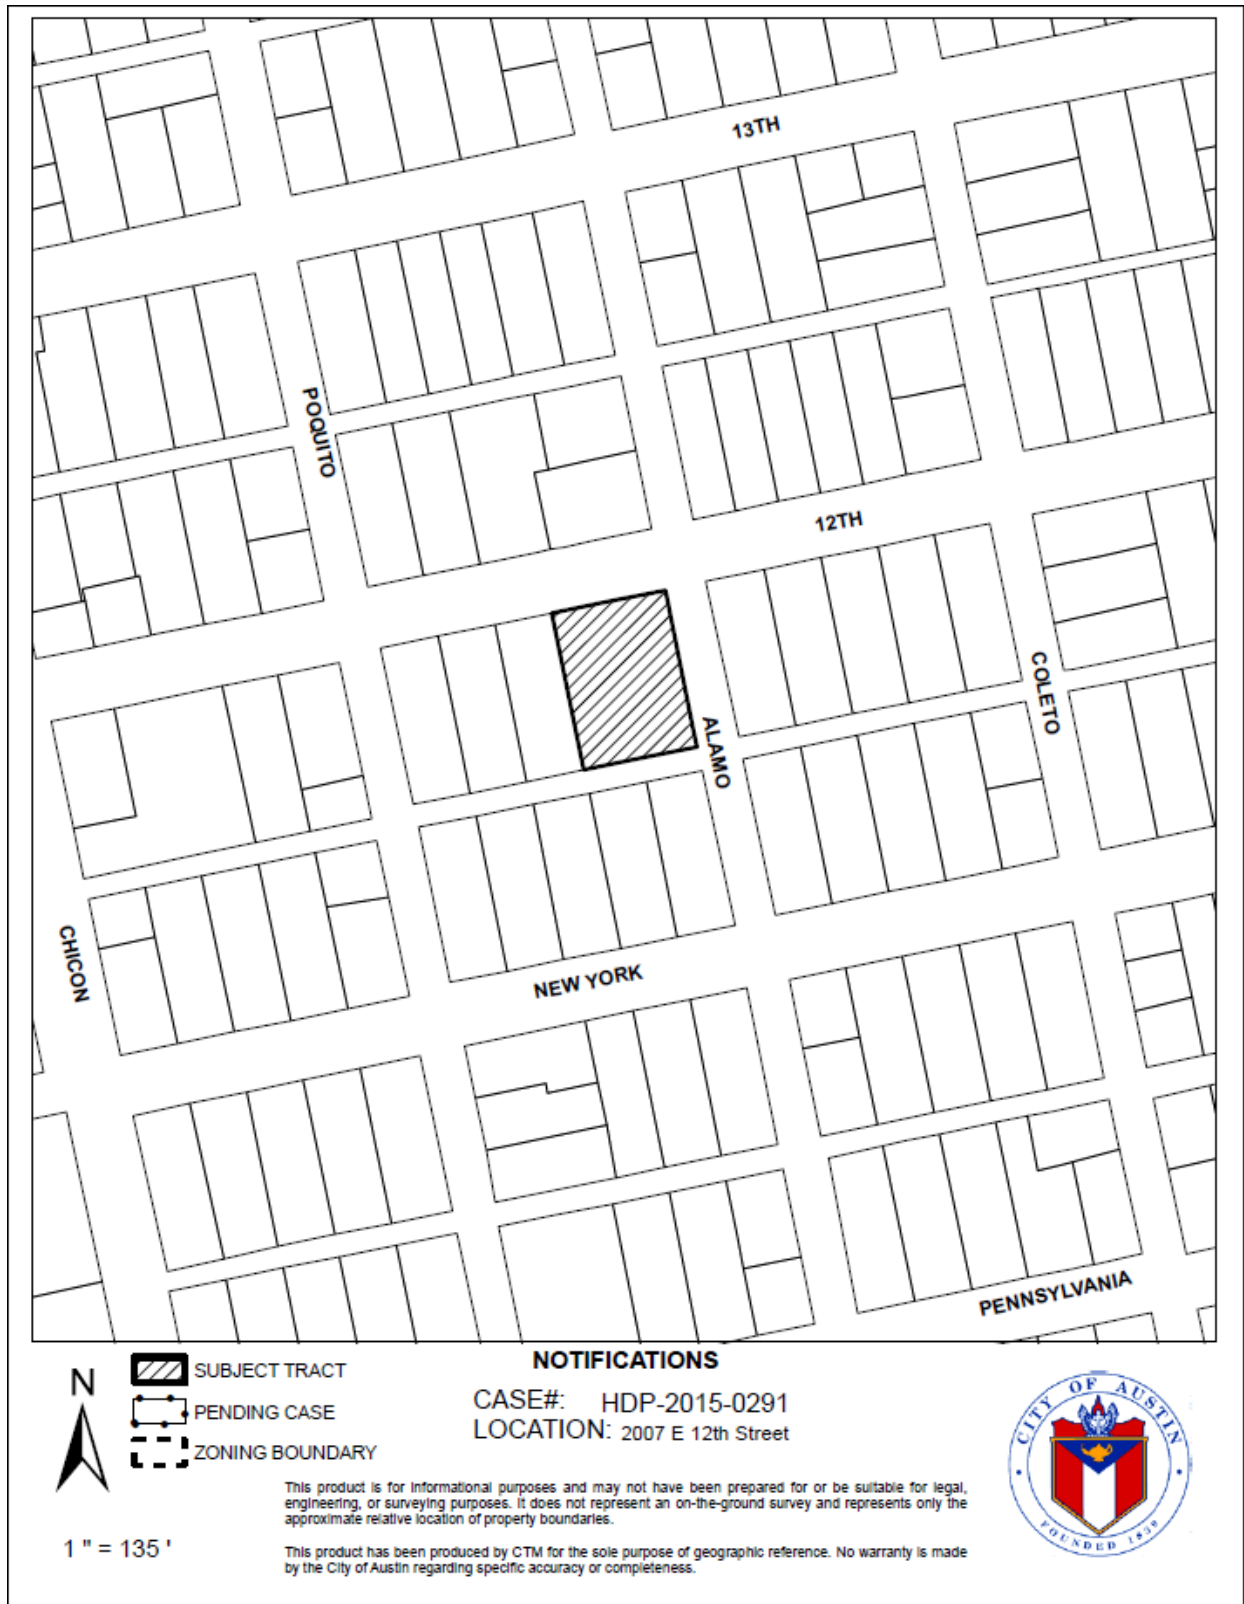 13TH
POQUITO
12TH
COLETO
ALAMO
CHICON
NEW YORK
PENNSYLVANIA
N
SUBJECT TRACT
PENDING CASE
ZONING BOUNDARY
1 " = 135 '
NOTIFICATIONS
CASE#: HDP-2015-0291
LOCATION: 2007 E 12th Street
This product is for informational purposes and may not have been prepared for or be suitable for legal,
engineering, or surveying purposes. It does not represent an on-the-ground survey and represents only the
approximate relative location of property boundaries.
This product has been produced by CTM for the sole purpose of geographic reference. No warranty is made
by the City of Austin regarding specific accuracy or completeness.
CITY OF AUSTIN
FOUNDED 1839